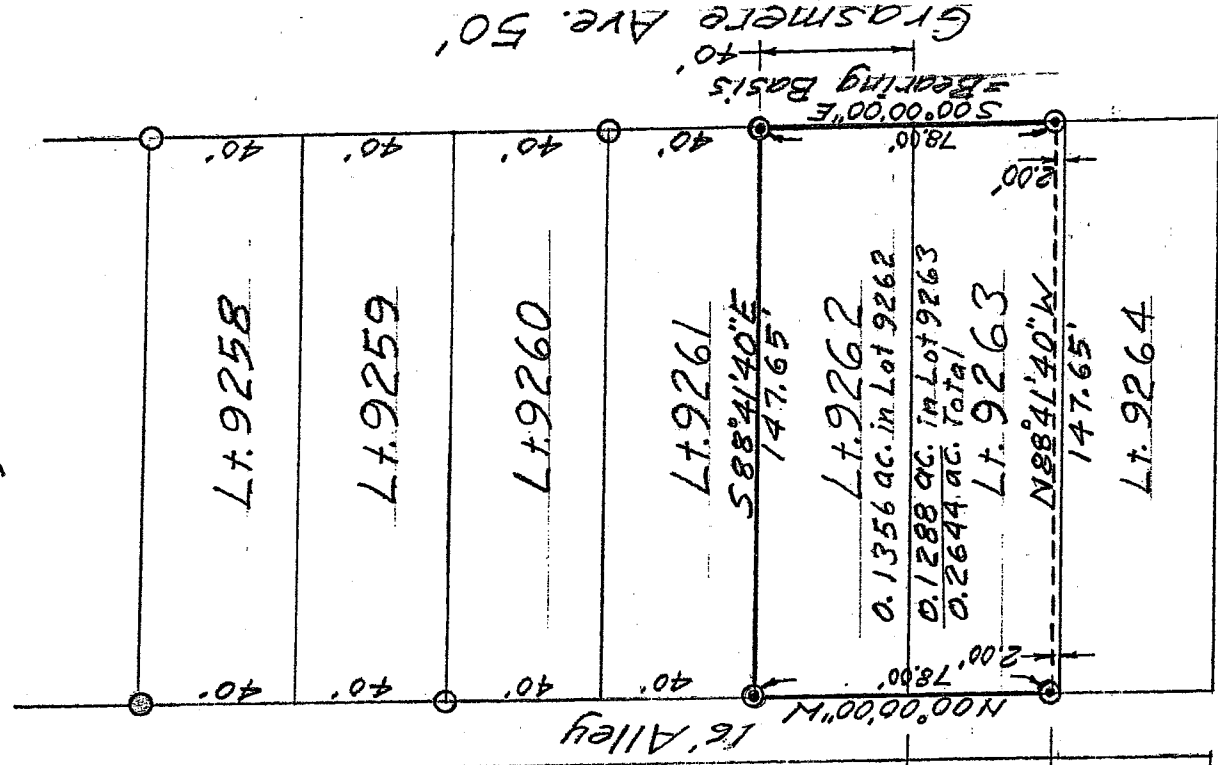 Grasmere Ave. 50'
40'
=Bearing Basis
S00°00'00"E
78.00'
2.00'
40'
40'
40'
40'
Lt. 9258
Lt. 9259
Lt. 9260
Lt. 9261
S88°41'40"E
147.65'
Lt. 9262
0.1356 ac. in Lot 9262
0.1288 ac. in Lot 9263
0.2644 ac. Total
Lt. 9263
N88°41'40"W
147.65'
Lt. 9264
40'
40'
40'
40'
78.00'
2.00'
N00°00'00"W
16' Alley